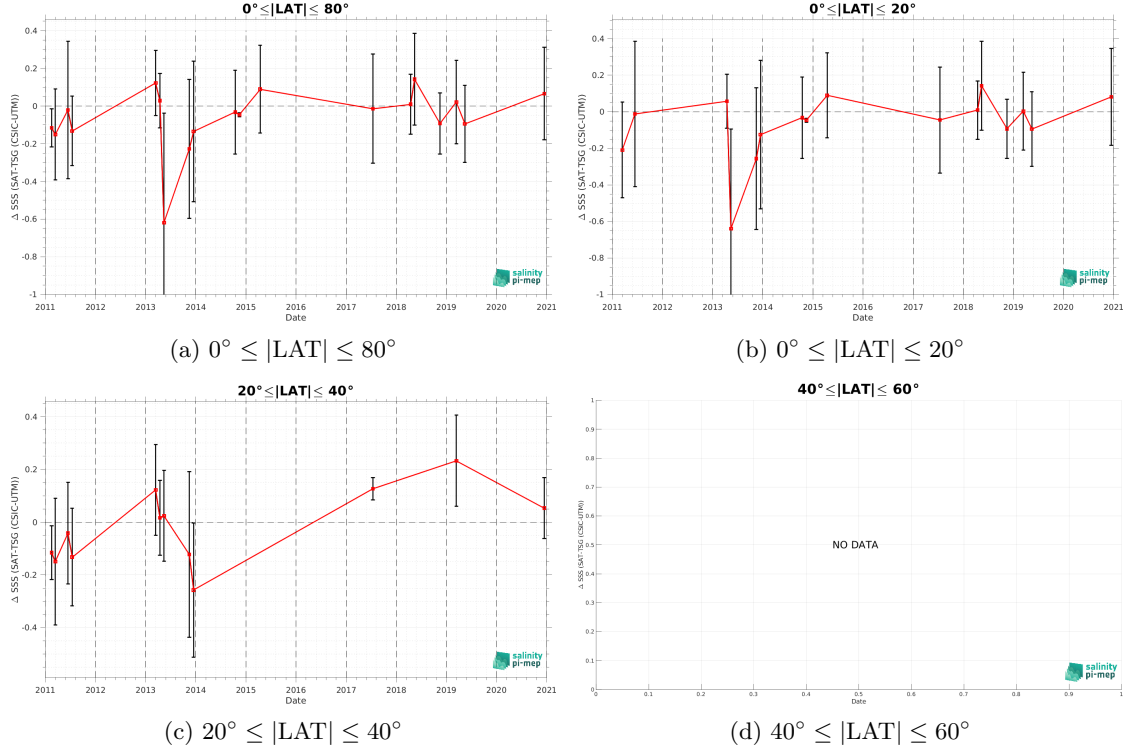 0°≤|LAT|≤ 80°
0.4
0.2
0
-0.2
-0.4
-0.6
-0.8
-1
Δ SSS (SAT-TSG (CSIC-UTM))
2011 2012 2013 2014 2015 2016 2017 2018 2019 2020 2021
Date
salinity
pi-mep
(a) 0° ≤ |LAT| ≤ 80°
0°≤|LAT|≤ 20°
0.4
0.2
0
-0.2
-0.4
-0.6
-0.8
-1
Δ SSS (SAT-TSG (CSIC-UTM))
2011 2012 2013 2014 2015 2016 2017 2018 2019 2020 2021
Date
salinity
pi-mep
(b) 0° ≤ |LAT| ≤ 20°
20°≤|LAT|≤ 40°
0.4
0.2
0
-0.2
-0.4
Δ SSS (SAT-TSG (CSIC-UTM))
2011 2012 2013 2014 2015 2016 2017 2018 2019 2020 2021
Date
salinity
pi-mep
(c) 20° ≤ |LAT| ≤ 40°
40°≤|LAT|≤ 60°
1
0.9
0.8
0.7
0.6
0.5
0.4
0.3
0.2
0.1
0
Δ SSS (SAT-TSG (CSIC-UTM))
NO DATA
0 0.1 0.2 0.3 0.4 0.5 0.6 0.7 0.8 0.9 1
Date
salinity
pi-mep
(d) 40° ≤ |LAT| ≤ 60°